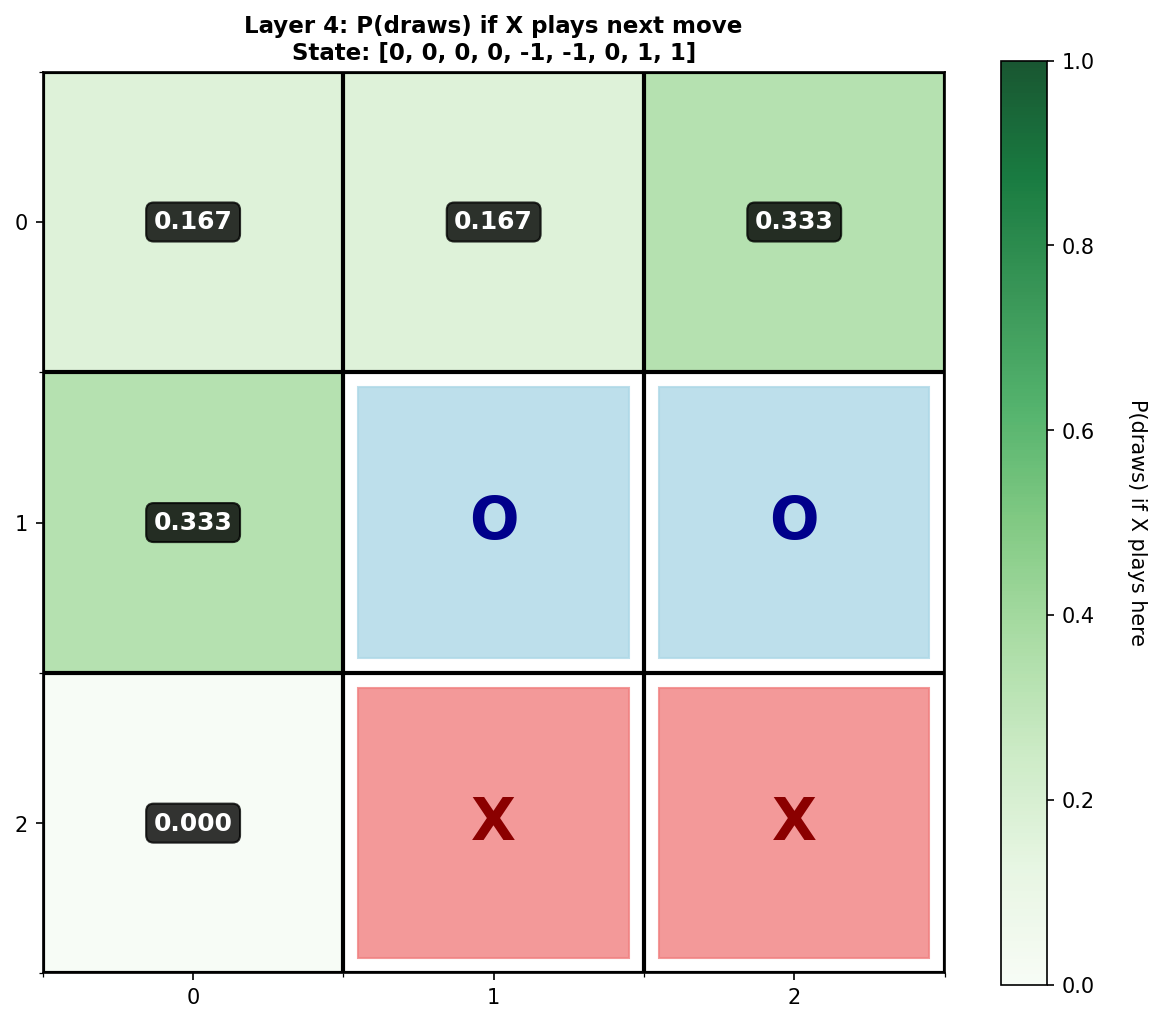 Layer 4: P(draws) if X plays next move
State: [0, 0, 0, 0, -1, -1, 0, 1, 1]
0.167
0.167
0.333
0.333
O
O
0.000
X
X
0
1
2
0
1
2
1.0
0.8
0.6
0.4
0.2
0.0
P(draws) if X plays here